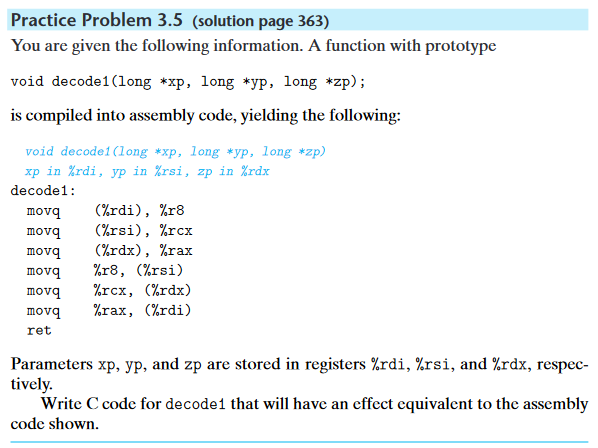 Practice Problem 3.5 (solution page 363)
You are given the following information. A function with prototype
void decode1(long *xp, long *yp, long *zp);
is compiled into assembly code, yielding the following:
void decode1(long *xp, long *yp, long *zp)
xp in %rdi, yp in %rsi, zp in %rdx
decode1:
movq (%rdi), %r8
movq (%rsi), %rcx
movq (%rdx), %rax
movq %r8, (%rsi)
movq %rcx, (%rdx)
movq %rax, (%rdi)
ret
Parameters xp, yp, and zp are stored in registers %rdi, %rsi, and %rdx, respec-
tively.
Write C code for decode1 that will have an effect equivalent to the assembly
code shown.